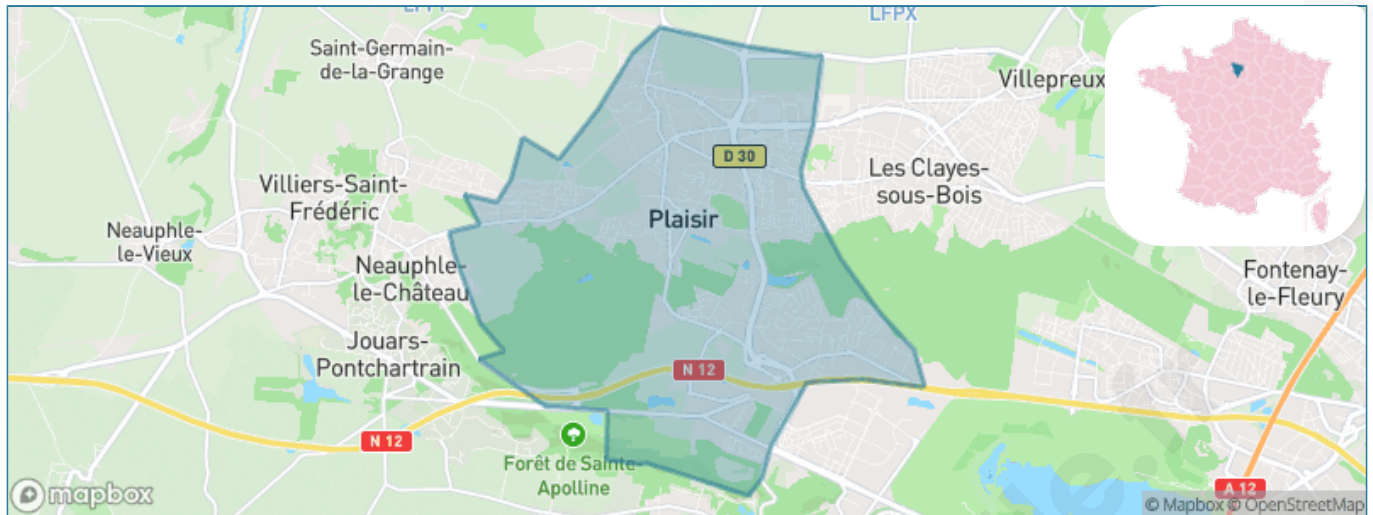 LFPX
Saint-Germain-
de-la-Grange
Villepreux
D 30
Les Clayes-
sous-Bois
Villiers-Saint-
Frédéric
Plaisir
Neauphle-
le-Vieux
Neauphle-
le-Château
Fontenay-
le-Fleury
Jouars-
Pontchartrain
N 12
N 12
Forêt de Sainte-
Apolline
A 12
mapbox
© Mapbox © OpenStreetMap